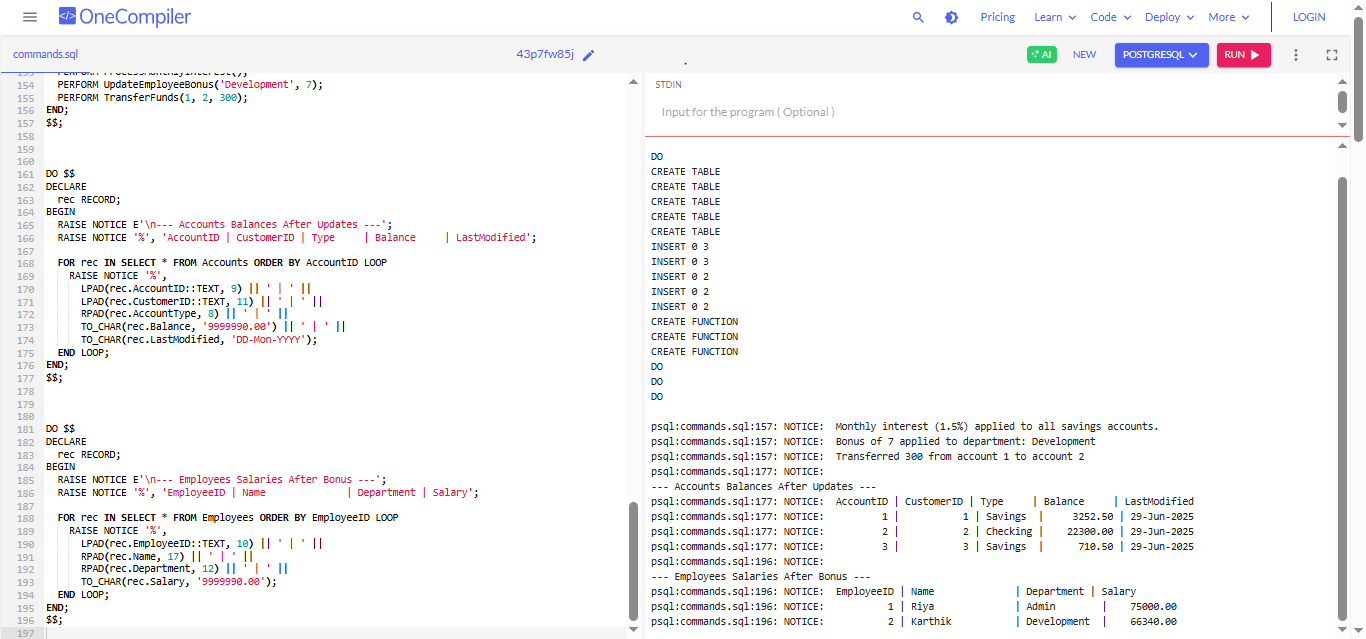 OneCompiler
Pricing Learn Code Deploy More LOGIN
commands.sql 43p7fw85j AI NEW POSTGRESQL RUN
154 PERFORM UpdateEmployeeBonus('Development', 7);
155 PERFORM TransferFunds(1, 2, 300);
156 END;
157 $$;
158
159
160
161 DO $$
162 DECLARE
163 rec RECORD;
164 BEGIN
165 RAISE NOTICE E'\n--- Accounts Balances After Updates ---';
166 RAISE NOTICE '%', 'AccountID | CustomerID | Type     | Balance     | LastModified';
167
168 FOR rec IN SELECT * FROM Accounts ORDER BY AccountID LOOP
169 RAISE NOTICE '%',
170 LPAD(rec.AccountID::TEXT, 9) || ' | ' ||
171 LPAD(rec.CustomerID::TEXT, 11) || ' | ' ||
172 RPAD(rec.AccountType, 8) || ' | ' ||
173 TO_CHAR(rec.Balance, '9999990.00') || ' | ' ||
174 TO_CHAR(rec.LastModified, 'DD-Mon-YYYY');
175 END LOOP;
176 END;
177 $$;
178
179
180
181 DO $$
182 DECLARE
183 rec RECORD;
184 BEGIN
185 RAISE NOTICE E'\n--- Employees Salaries After Bonus ---';
186 RAISE NOTICE '%', 'EmployeeID | Name              | Department | Salary';
187
188 FOR rec IN SELECT * FROM Employees ORDER BY EmployeeID LOOP
189 RAISE NOTICE '%',
190 LPAD(rec.EmployeeID::TEXT, 10) || ' | ' ||
191 RPAD(rec.Name, 17) || ' | ' ||
192 RPAD(rec.Department, 12) || ' | ' ||
193 TO_CHAR(rec.Salary, '9999990.00');
194 END LOOP;
195 END;
196 $$;
197
STDIN
Input for the program ( Optional )
DO
CREATE TABLE
CREATE TABLE
CREATE TABLE
CREATE TABLE
CREATE TABLE
INSERT 0 3
INSERT 0 3
INSERT 0 2
INSERT 0 2
INSERT 0 2
CREATE FUNCTION
CREATE FUNCTION
CREATE FUNCTION
DO
DO
DO
psql:commands.sql:157: NOTICE:  Monthly interest (1.5%) applied to all savings accounts.
psql:commands.sql:157: NOTICE:  Bonus of 7 applied to department: Development
psql:commands.sql:157: NOTICE:  Transferred 300 from account 1 to account 2
psql:commands.sql:177: NOTICE:
--- Accounts Balances After Updates ---
psql:commands.sql:177: NOTICE:  AccountID | CustomerID | Type     | Balance     | LastModified
psql:commands.sql:177: NOTICE:          1 |           1 | Savings  |     3252.50 | 29-Jun-2025
psql:commands.sql:177: NOTICE:          2 |           2 | Checking |    22300.00 | 29-Jun-2025
psql:commands.sql:177: NOTICE:          3 |           3 | Savings  |      710.50 | 29-Jun-2025
psql:commands.sql:196: NOTICE:
--- Employees Salaries After Bonus ---
psql:commands.sql:196: NOTICE:  EmployeeID | Name              | Department | Salary
psql:commands.sql:196: NOTICE:           1 | Riya              | Admin        |    75000.00
psql:commands.sql:196: NOTICE:           2 | Karthik           | Development  |    66340.00